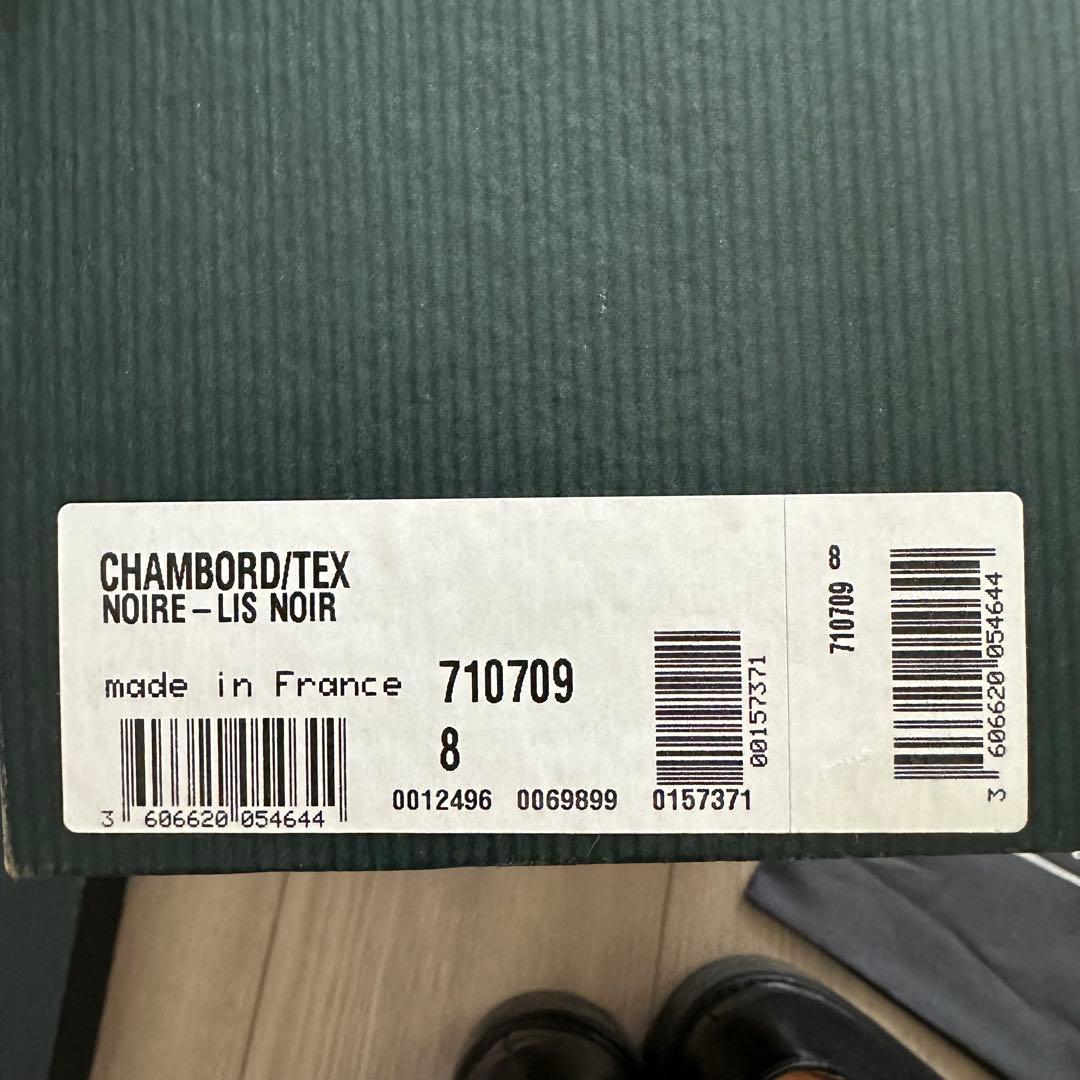 CHAMBORD/TEX
NOIRE – LIS NOIR
made in France 710709
8
3 606620 054644
0012496 0069899 0157371
00157371
710709 8
3 606620 054644